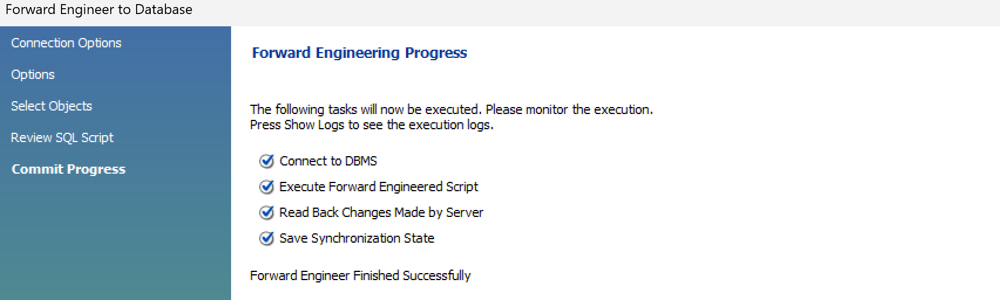 Forward Engineer to Database
Connection Options
Options
Select Objects
Review SQL Script
Commit Progress
Forward Engineering Progress
The following tasks will now be executed. Please monitor the execution.
Press Show Logs to see the execution logs.
Connect to DBMS
Execute Forward Engineered Script
Read Back Changes Made by Server
Save Synchronization State
Forward Engineer Finished Successfully